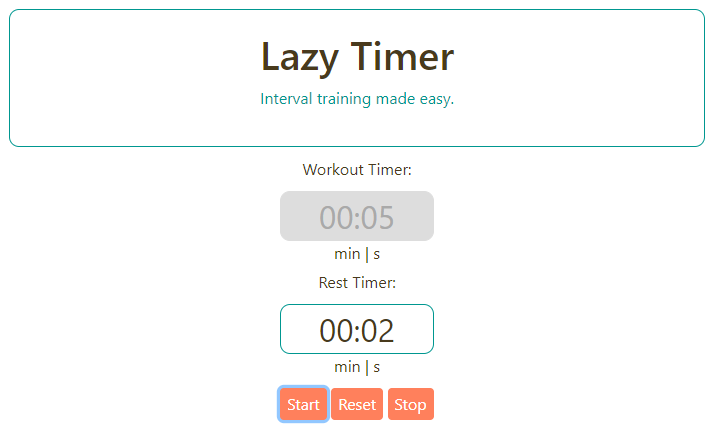 Lazy Timer
Interval training made easy.
Workout Timer:
00:05
min | s
Rest Timer:
00:02
min | s
Start Reset Stop